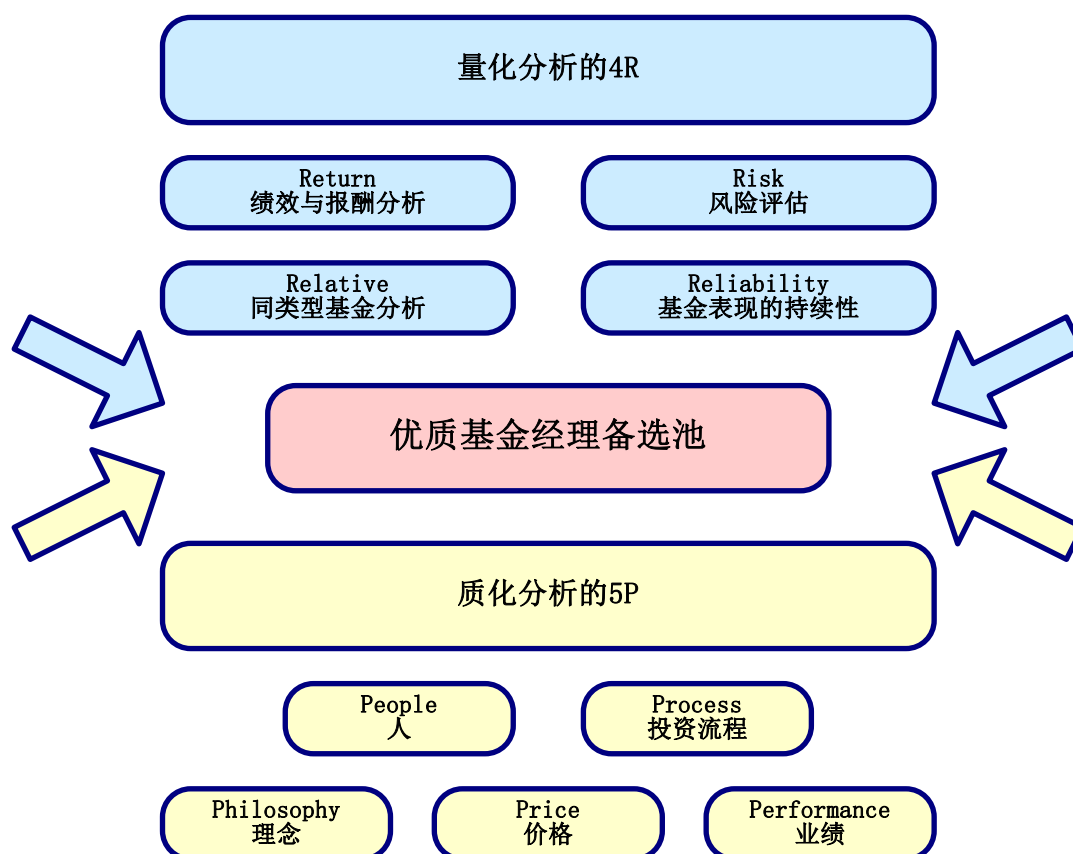 量化分析的4R
Return
绩效与报酬分析
Risk
风险评估
Relative
同类型基金分析
Reliability
基金表现的持续性
优质基金经理备选池
质化分析的5P
People
人
Process
投资流程
Philosophy
理念
Price
价格
Performance
业绩